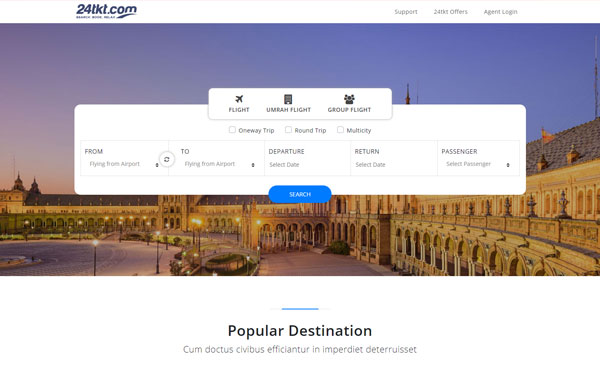 24tkt.com
SEARCH. BOOK. RELAX.
Support 24tkt Offers Agent Login
FLIGHT UMRAH FLIGHT GROUP FLIGHT
Oneway Trip Round Trip Multicity
FROM TO DEPARTURE RETURN PASSENGER
Flying from Airport Flying from Airport Select Date Select Date Select Passenger
SEARCH
Popular Destination
Cum doctus civibus efficiantur in imperdiet deterruisset